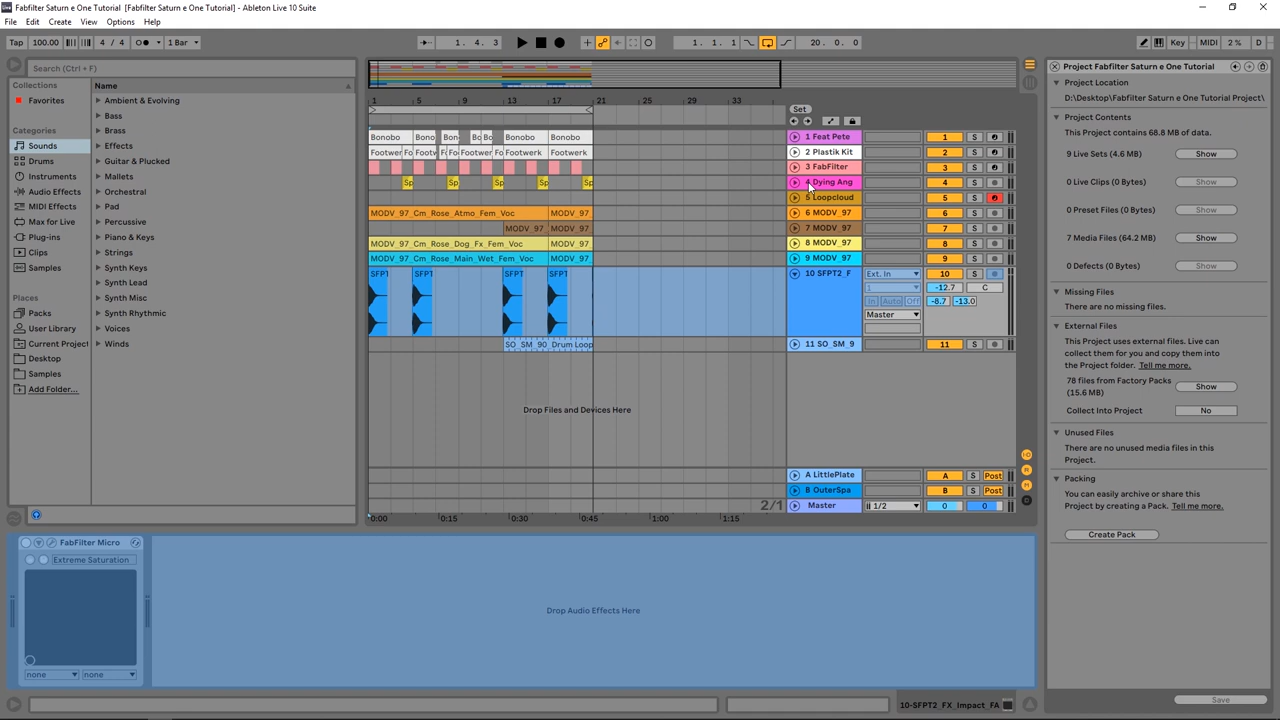 Fabfilter Saturn e One Tutorial [Fabfilter Saturn e One Tutorial] - Ableton Live 10 Suite
File Edit Create View Options Help
Tap 100.00 4 / 4 1 Bar 1. 4. 3 1. 1. 1 20. 0. 0 Key MIDI 2 % D
Search (Ctrl + F)
Collections
Favorites
Categories
Sounds
Drums
Instruments
Audio Effects
MIDI Effects
Max for Live
Plug-ins
Clips
Samples
Places
Packs
User Library
Current Project
Desktop
Samples
Add Folder...
Name
Ambient & Evolving
Bass
Brass
Effects
Guitar & Plucked
Mallets
Orchestral
Pad
Percussive
Piano & Keys
Strings
Synth Keys
Synth Lead
Synth Misc
Synth Rhythmic
Voices
Winds
1 5 9 13 17 21 25 29 33
Set
Bonobo Bono Bon Bo Bo Bonobo Bonobo
Footwer Fo Footw F Fo Footwer Fo Footwerk Footwerk
Sp Sp Sp Sp Sp
MODV_97_Cm_Rose_Atmo_Fem_Voc MODV_97
MODV_97 MODV_97
MODV_97_Cm_Rose_Dog_Fx_Fem_Voc MODV_97
MODV_97_Cm_Rose_Main_Wet_Fem_Voc MODV_97
SFPT SFPT SFPT SFPT
SO_SM_90_Drum Loop
Drop Files and Devices Here
2/1
0:00 0:15 0:30 0:45 1:00 1:15
1 Feat Pete 1 S
2 Plastik Kit 2 S
3 FabFilter 3 S
4 Dying Ang 4 S
5 Loopcloud 5 S
6 MODV_97 6 S
7 MODV_97 7 S
8 MODV_97 8 S
9 MODV_97 9 S
10 SFPT2_F Ext. In 10 S
1 -12.7 C
In Auto Off -8.7 -13.0
Master
11 SO_SM_9 11 S
A LittlePlate A S Post
B OuterSpa B S Post
Master 1/2 0 0
Project Fabfilter Saturn e One Tutorial
Project Location
D:\Desktop\Fabfilter Saturn e One Tutorial Project\
Project Contents
This Project contains 68.8 MB of data.
9 Live Sets (4.6 MB) Show
0 Live Clips (0 Bytes) Show
0 Preset Files (0 Bytes) Show
7 Media Files (64.2 MB) Show
0 Defects (0 Bytes) Show
Missing Files
There are no missing files.
External Files
This Project uses external files. Live can
collect them for you and copy them into
the Project folder. Tell me more.
78 files from Factory Packs
(15.6 MB) Show
Collect Into Project No
Unused Files
There are no unused media files in this
Project.
Packing
You can easily archive or share this
Project by creating a Pack. Tell me more.
Create Pack
Save
FabFilter Micro
Extreme Saturation
none none
Drop Audio Effects Here
10-SFPT2_FX_Impact_FA